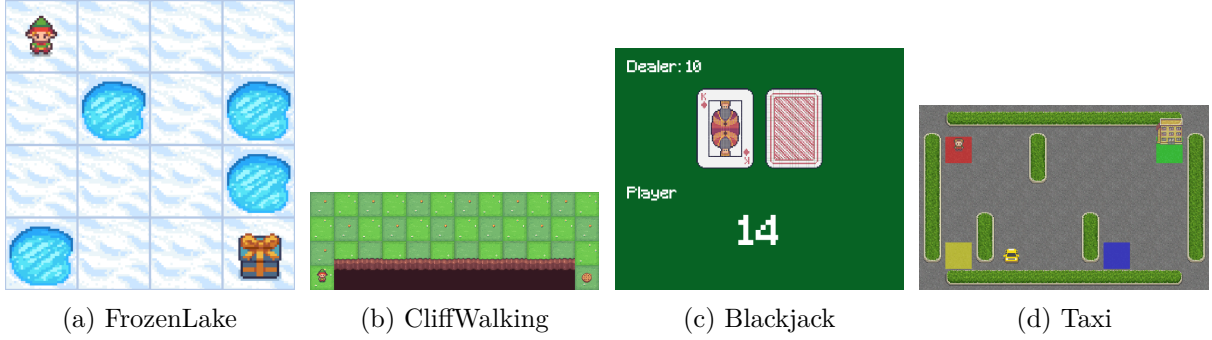 Dealer: 10
K
K
Player
14
(a) FrozenLake
(b) CliffWalking
(c) Blackjack
(d) Taxi